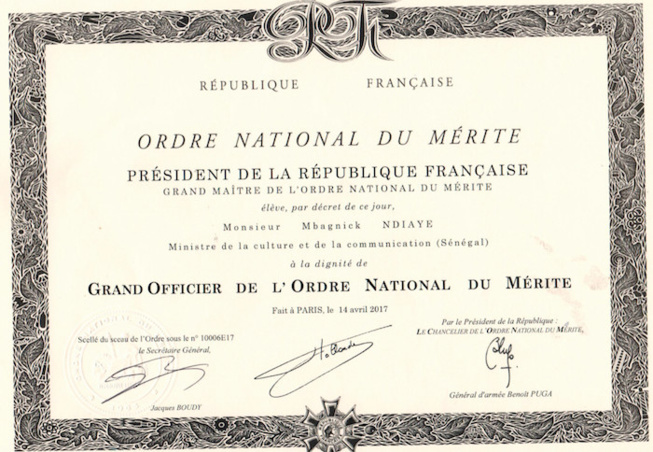 RF
RÉPUBLIQUE FRANÇAISE
ORDRE NATIONAL DU MÉRITE
PRÉSIDENT DE LA RÉPUBLIQUE FRANÇAISE
GRAND MAÎTRE DE L'ORDRE NATIONAL DU MÉRITE
élève, par décret de ce jour,
Monsieur Mbagnick NDIAYE
Ministre de la culture et de la communication (Sénégal)
à la dignité de
GRAND OFFICIER DE L'ORDRE NATIONAL DU MÉRITE
Fait à PARIS, le 14 avril 2017
Scellé du sceau de l'Ordre sous le n° 10006E17
le Secrétaire Général,
Jacques BOUDY
Par le Président de la République :
LE CHANCELIER DE L'ORDRE NATIONAL DU MÉRITE,
Général d'armée Benoît PUGA